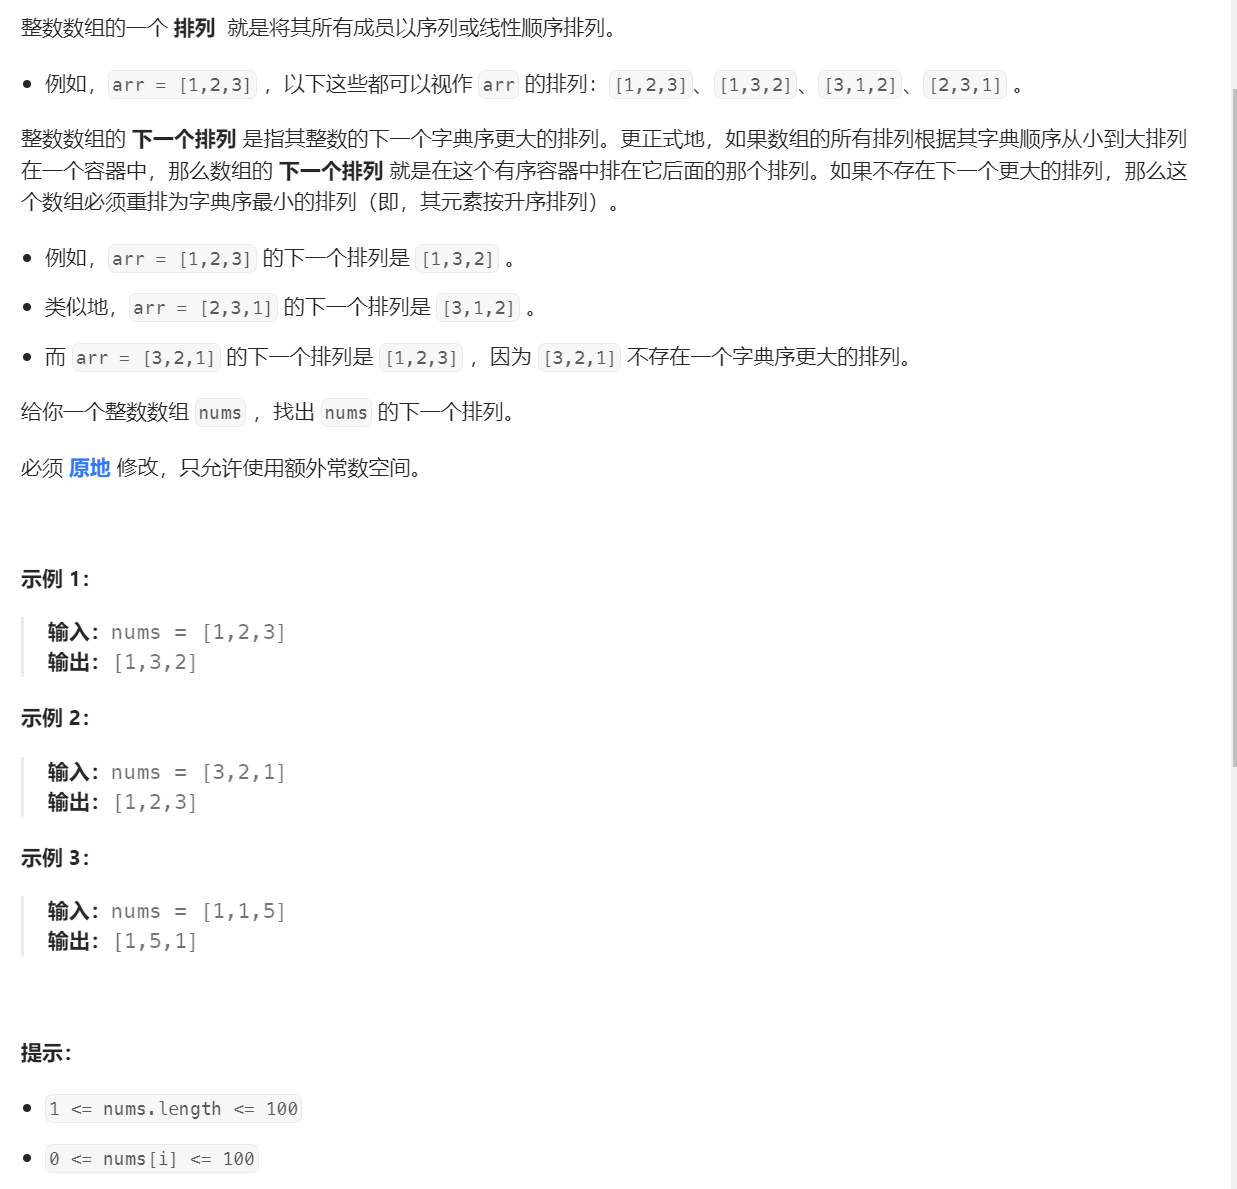 整数数组的一个 排列 就是将其所有成员以序列或线性顺序排列。
• 例如，arr = [1,2,3] ，以下这些都可以视作 arr 的排列：[1,2,3]、[1,3,2]、[3,1,2]、[2,3,1] 。
整数数组的 下一个排列 是指其整数的下一个字典序更大的排列。更正式地，如果数组的所有排列根据其字典顺序从小到大排列
在一个容器中，那么数组的 下一个排列 就是在这个有序容器中排在它后面的那个排列。如果不存在下一个更大的排列，那么这
个数组必须重排为字典序最小的排列（即，其元素按升序排列）。
• 例如，arr = [1,2,3] 的下一个排列是 [1,3,2] 。
• 类似地，arr = [2,3,1] 的下一个排列是 [3,1,2] 。
• 而 arr = [3,2,1] 的下一个排列是 [1,2,3] ，因为 [3,2,1] 不存在一个字典序更大的排列。
给你一个整数数组 nums ，找出 nums 的下一个排列。
必须 原地 修改，只允许使用额外常数空间。
示例 1：
输入：nums = [1,2,3]
输出：[1,3,2]
示例 2：
输入：nums = [3,2,1]
输出：[1,2,3]
示例 3：
输入：nums = [1,1,5]
输出：[1,5,1]
提示：
• 1 <= nums.length <= 100
• 0 <= nums[i] <= 100